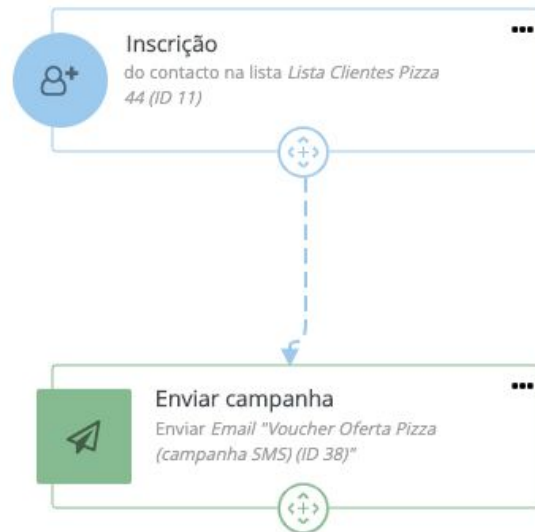 Inscrição
do contacto na lista Lista Clientes Pizza
44 (ID 11)
Enviar campanha
Enviar Email "Voucher Oferta Pizza
(campanha SMS) (ID 38)"